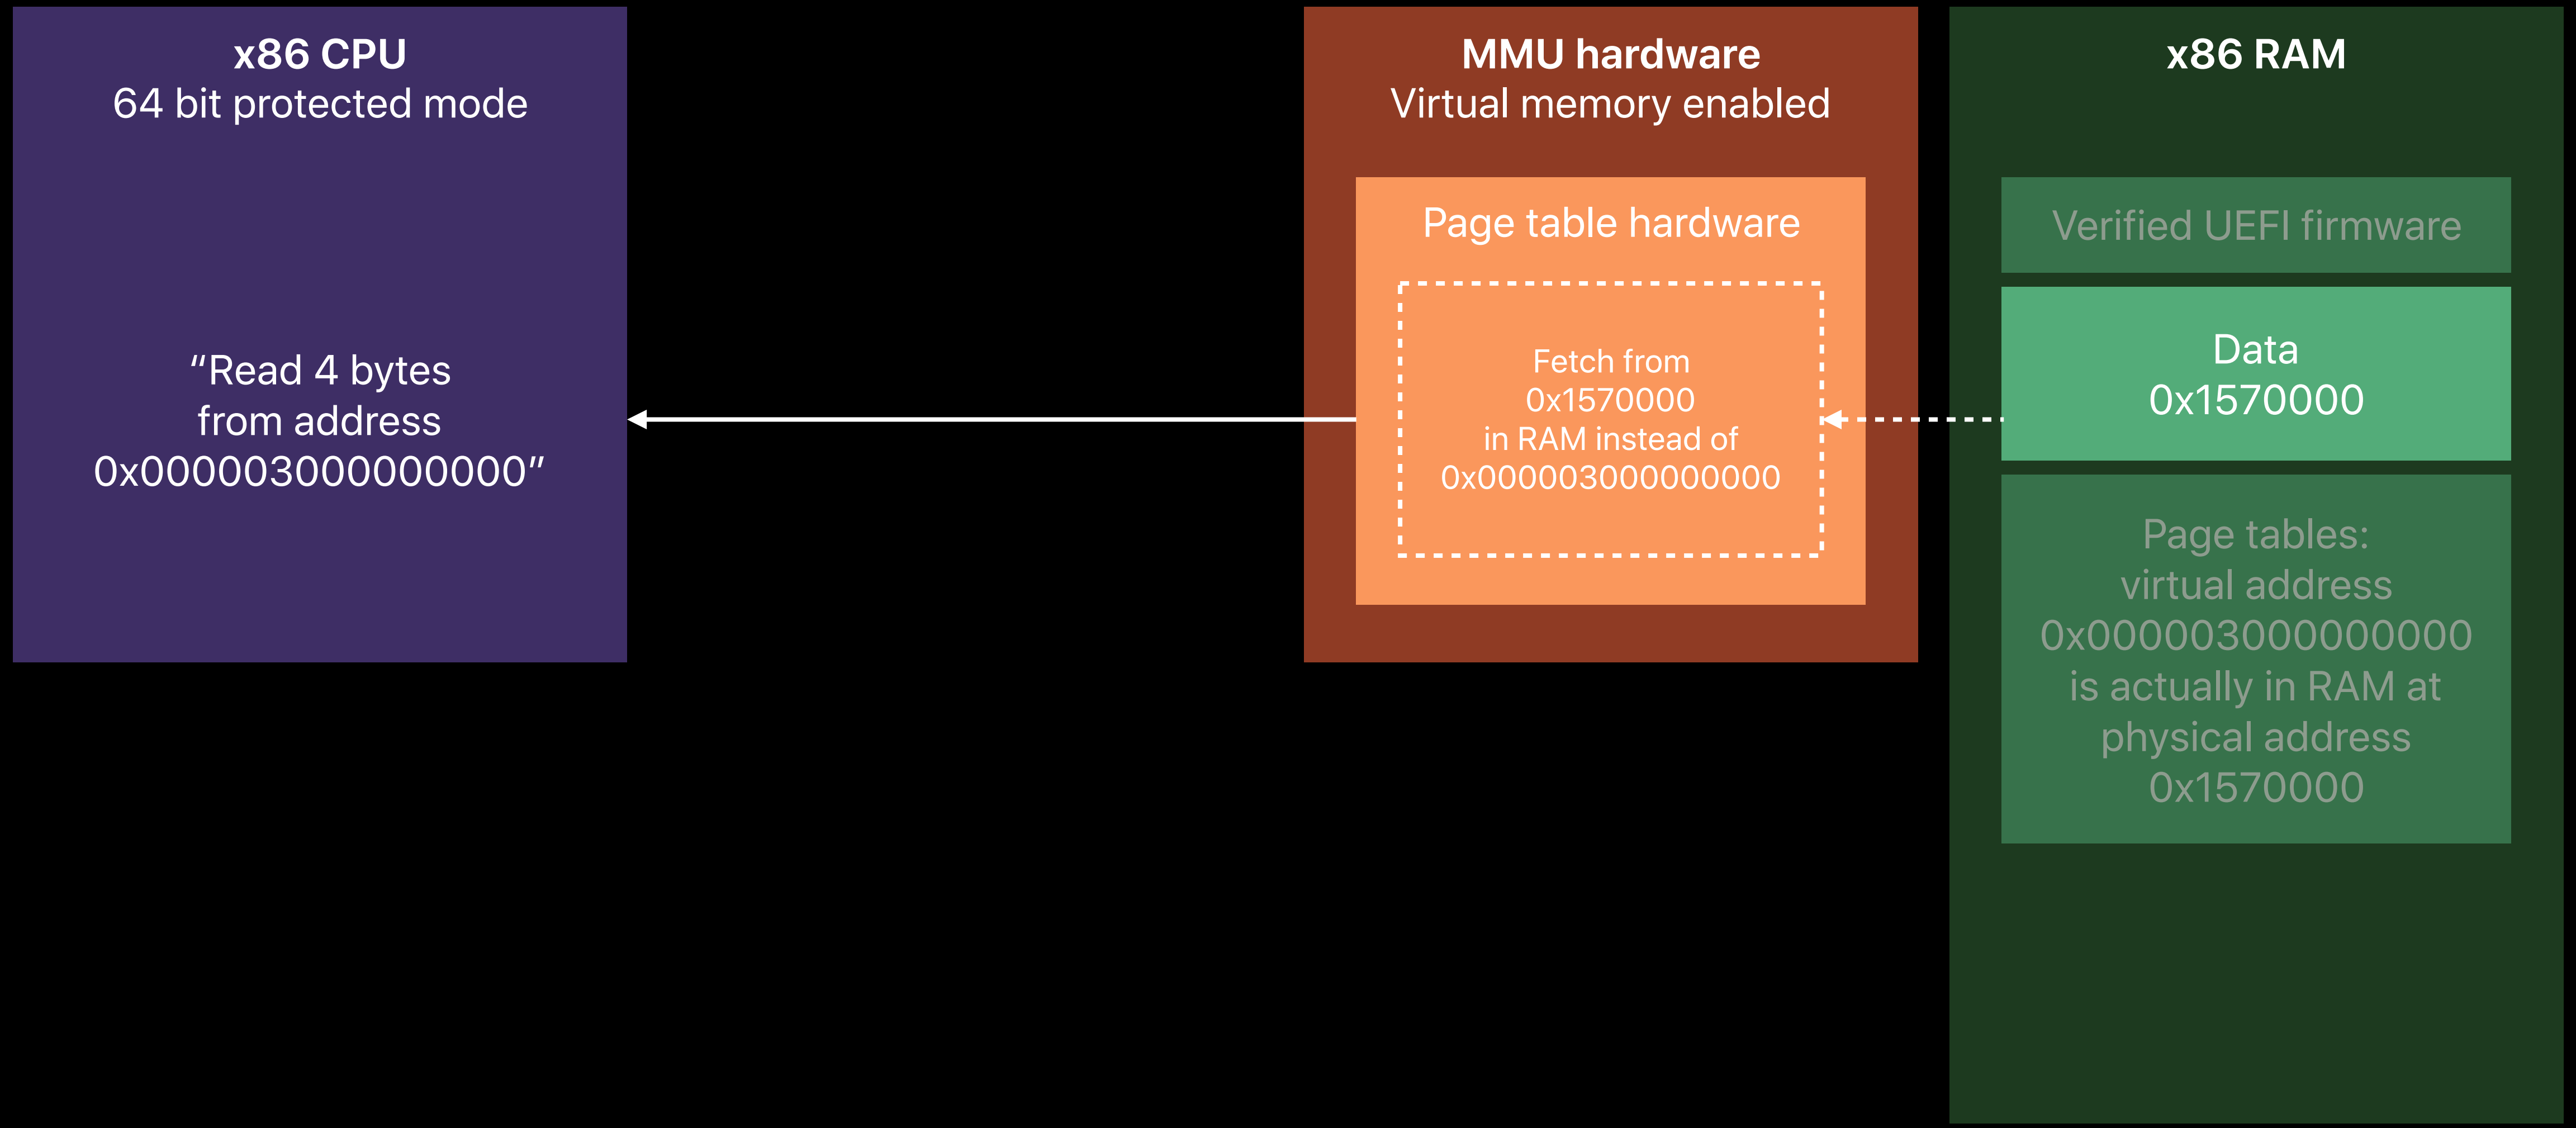 x86 CPU
64 bit protected mode
“Read 4 bytes
from address
0x000003000000000”
MMU hardware
Virtual memory enabled
Page table hardware
Fetch from
0x1570000
in RAM instead of
0x000003000000000
x86 RAM
Verified UEFI firmware
Data
0x1570000
Page tables:
virtual address
0x000003000000000
is actually in RAM at
physical address
0x1570000